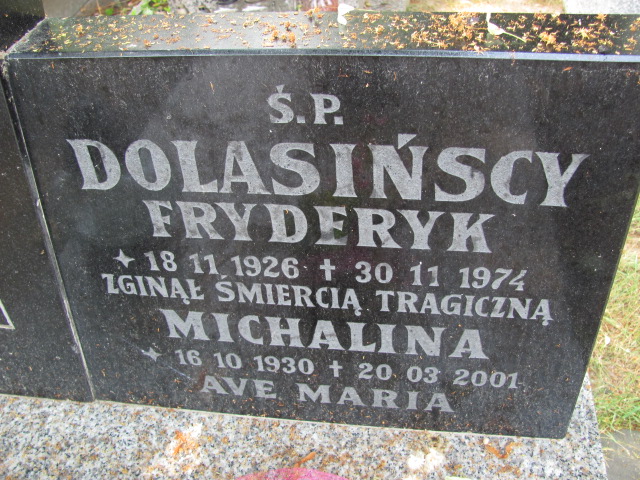 Ś.P.
DOLASIŃSCY
FRYDERYK
✦ 18 11 1926 ✝ 30 11 1974
ZGINĄŁ ŚMIERCIĄ TRAGICZNĄ
MICHALINA
✦ 16 10 1930 ✝ 20 03 2001
AVE MARIA